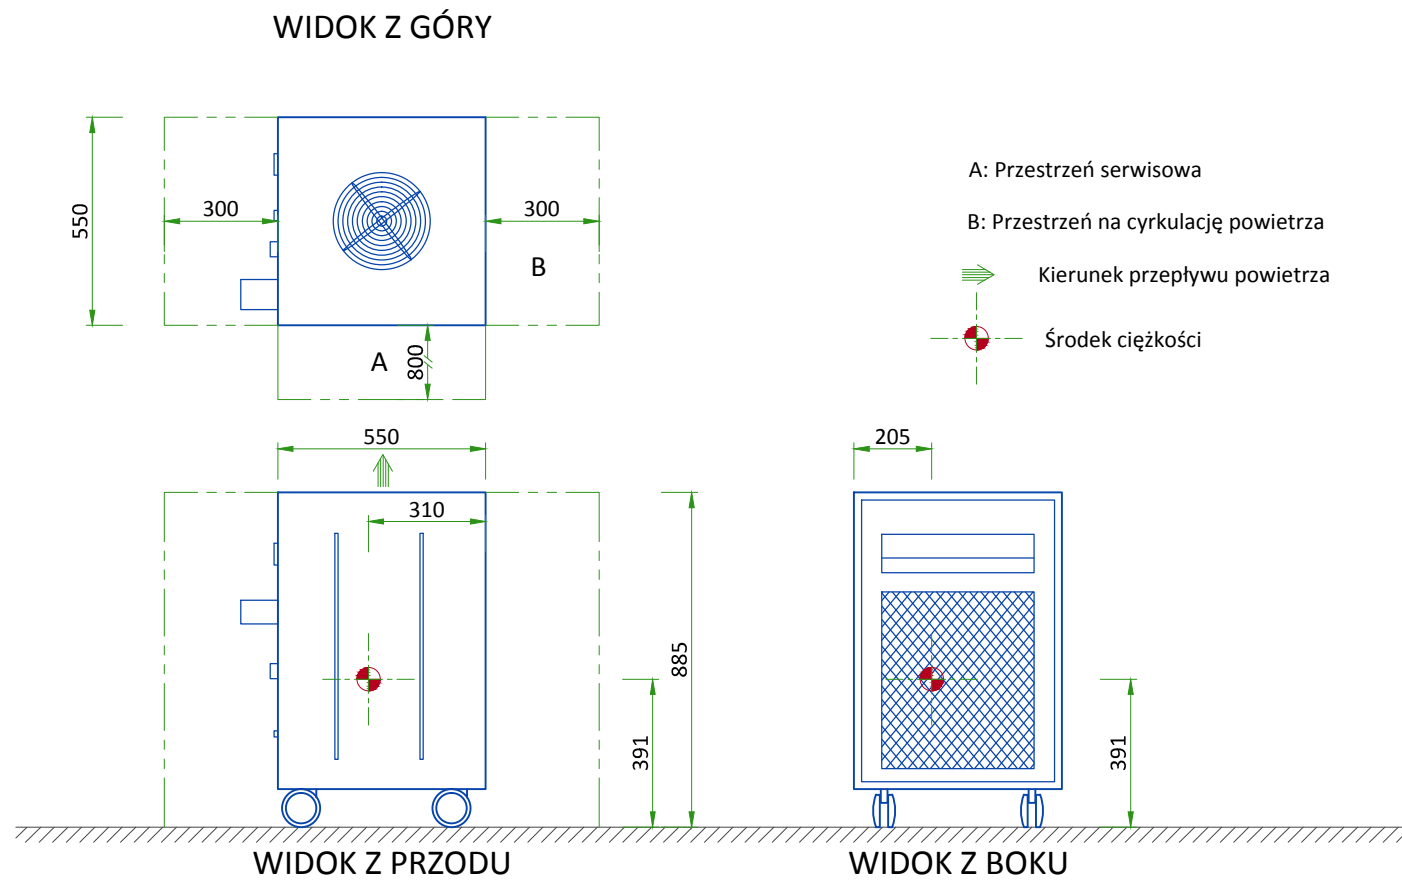 WIDOK Z GÓRY
A: Przestrzeń serwisowa
550
300
300
B: Przestrzeń na cyrkulację powietrza
B
Kierunek przepływu powietrza
A
800
Środek ciężkości
550
205
310
885
391
391
WIDOK Z PRZODU
WIDOK Z BOKU